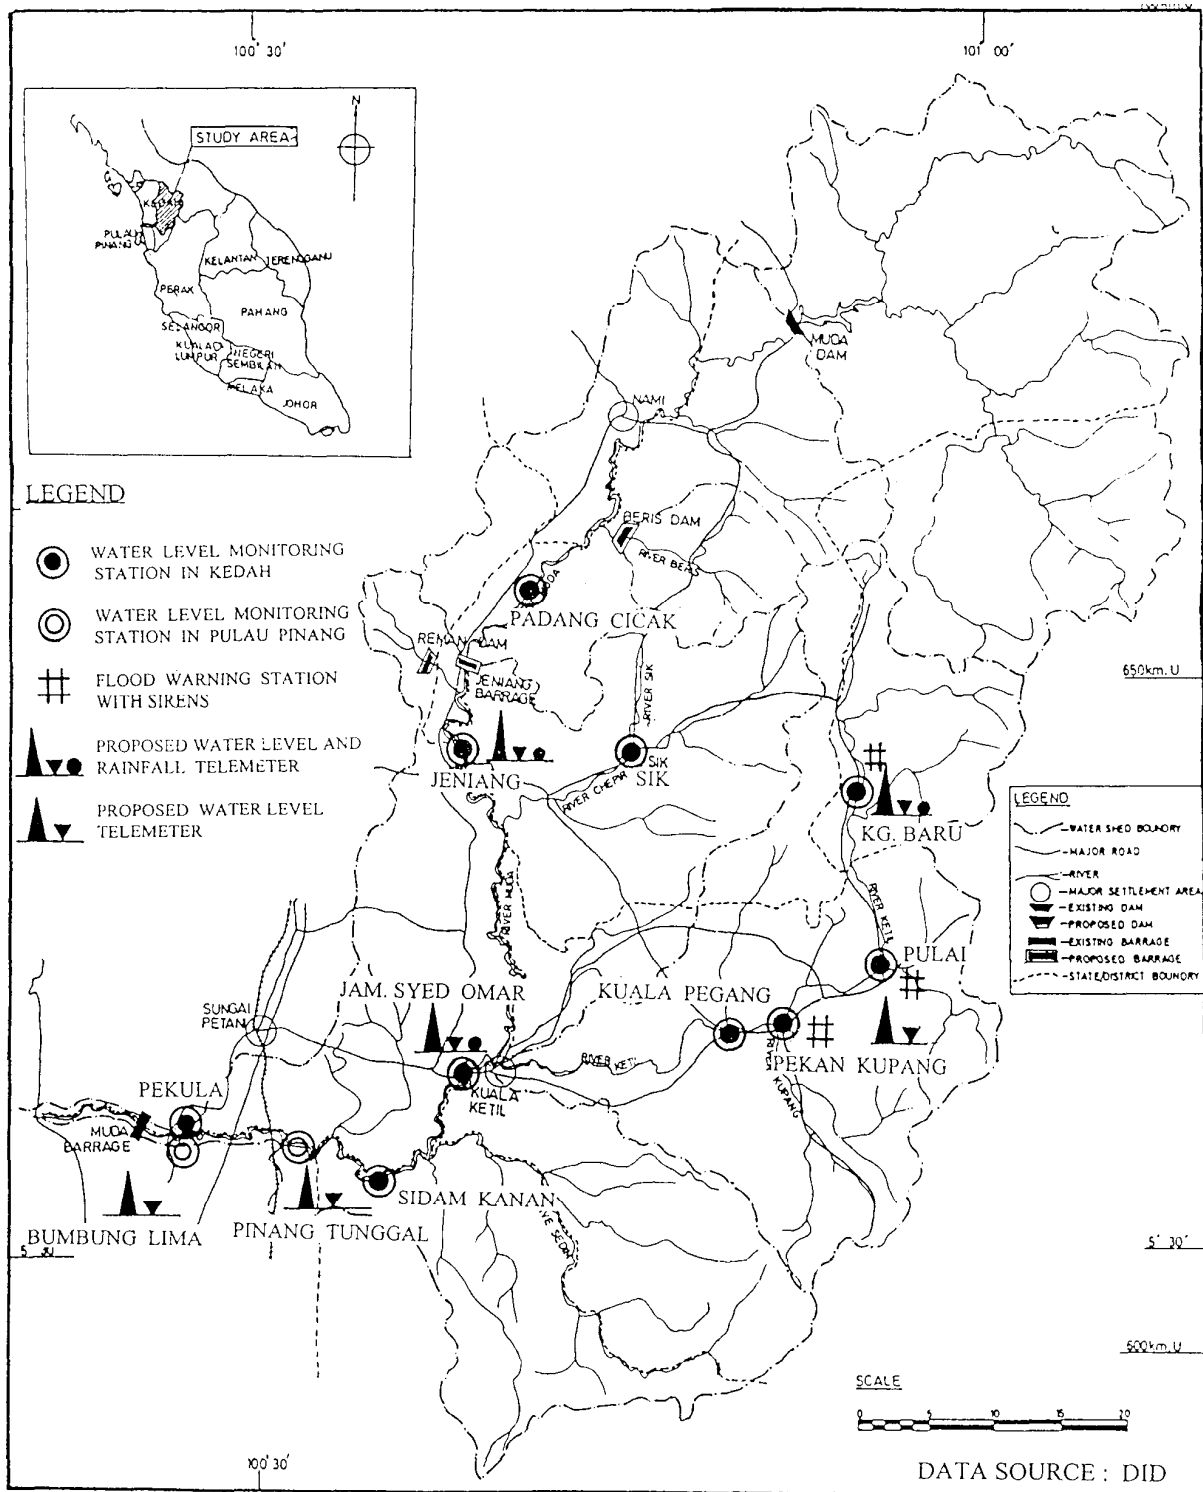 100° 30'
101° 00'
N
STUDY AREA
KEDAH
PULAU
PINANG
KELANTAN
TERENGGANU
PERAK
PAHANG
SELANGOR
KUALA
LUMPUR
NEGERI
SEMBILAN
MELAKA
JOHOR
MUDA
DAM
NAMI
LEGEND
WATER LEVEL MONITORING
STATION IN KEDAH
WATER LEVEL MONITORING
STATION IN PULAU PINANG
FLOOD WARNING STATION
WITH SIRENS
PROPOSED WATER LEVEL AND
RAINFALL TELEMETER
PROPOSED WATER LEVEL
TELEMETER
BERIS DAM
RIVER BERIS
PADANG CICAK
REMAN DAM
JENIANG
BARRAGE
RIVER SIK
650km. U
JENIANG
SIK
SIK
RIVER CHEPIR
KG. BARU
LEGEND
-WATER SHED BOUNDRY
-MAJOR ROAD
-RIVER
-MAJOR SETTLEMENT AREA
-EXISTING DAM
-PROPOSED DAM
-EXISTING BARRAGE
-PROPOSED BARRAGE
-STATE/DISTRICT BOUNDRY
RIVER MUDA
RIVER KETIL
PULAI
JAM. SYED OMAR
KUALA PEGANG
SUNGAI
PETANI
RIVER KETIL
PEKAN KUPANG
RIVER KUPANG
KUALA
KETIL
PEKULA
MUDA
BARRAGE
SIDAM KANAN
BUMBUNG LIMA
PINANG TUNGGAL
5° 30'
600km. U
SCALE
0 5 10 15 20
100° 30'
DATA SOURCE : DID